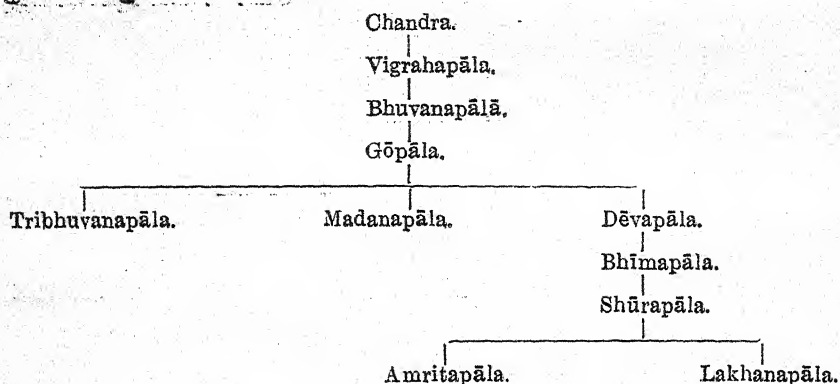 Chandra.
Vigrahapāla.
Bhuvanapālā.
Gōpāla.
Tribhuvanapāla. Madanapāla. Dēvapāla.
Bhīmapāla.
Shūrapāla.
Amritapāla. Lakhanapāla.